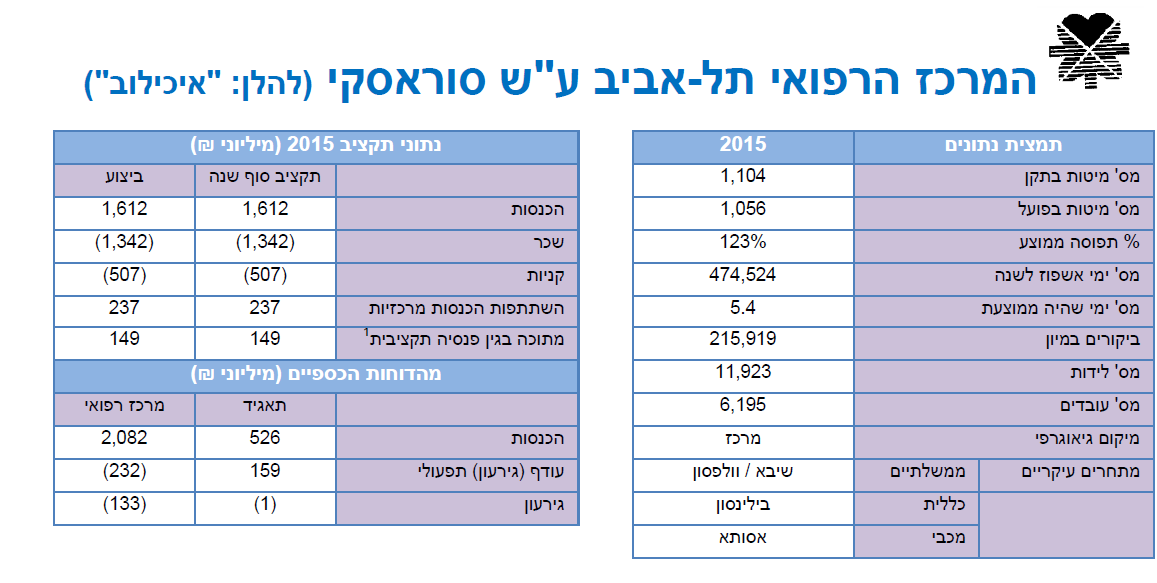 המרכז הרפואי תל-אביב ע"ש סוראסקי (להלן: "איכילוב")
תמצית נתונים 2015
מס' מיטות בתקן 1,104
מס' מיטות בפועל 1,056
% תפוסה ממוצע 123%
מס' ימי אשפוז לשנה 474,524
מס' ימי שהיה ממוצעת 5.4
ביקורים במיון 215,919
מס' לידות 11,923
מס' עובדים 6,195
מיקום גיאוגרפי מרכז
מתחרים עיקריים ממשלתיים שיבא / וולפסון
כללית בילינסון
מכבי אסותא
נתוני תקציב 2015 (מיליוני ₪)
תקציב סוף שנה ביצוע
הכנסות 1,612 1,612
שכר (1,342) (1,342)
קניות (507) (507)
השתתפות הכנסות מרכזיות 237 237
מתוכה בגין פנסיה תקציבית1 149 149
מהדוחות הכספיים (מיליוני ₪)
תאגיד מרכז רפואי
הכנסות 526 2,082
עודף (גירעון) תפעולי 159 (232)
גירעון (1) (133)